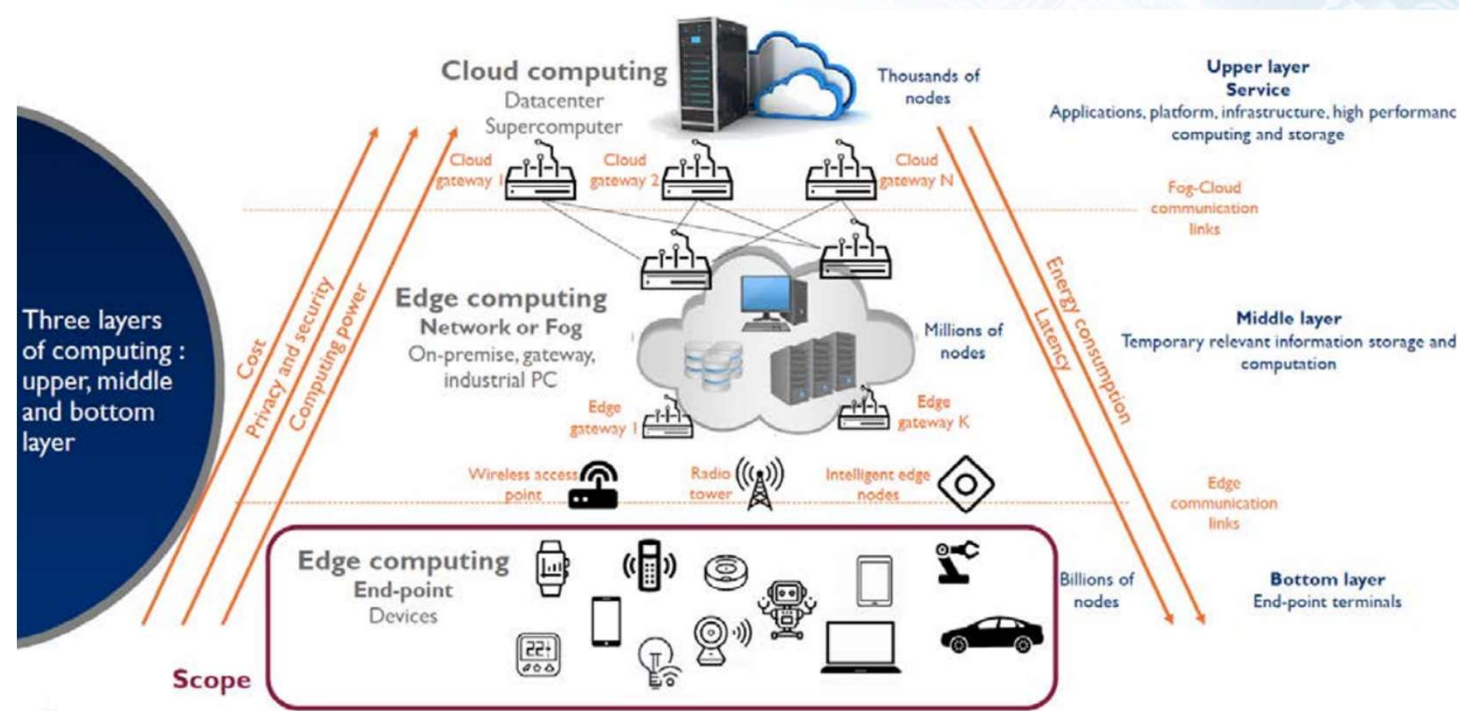 Cloud computing
Datacenter
Supercomputer
Thousands of
nodes
Upper layer
Service
Applications, platform, infrastructure, high performanc
computing and storage
Cloud
gateway 1
Cloud
gateway 2
Cloud
gateway N
Fog-Cloud
communication
links
Three layers
of computing :
upper, middle
and bottom
layer
Cost
Privacy and security
Computing power
Edge computing
Network or Fog
On-premise, gateway,
industrial PC
Millions of
nodes
Latency
Energy consumption
Middle layer
Temporary relevant information storage and
computation
Edge
gateway 1
Edge
gateway K
Wireless access
point
Radio
tower
Intelligent edge
nodes
Edge
communication
links
Edge computing
End-point
Devices
Billions of
nodes
Bottom layer
End-point terminals
Scope